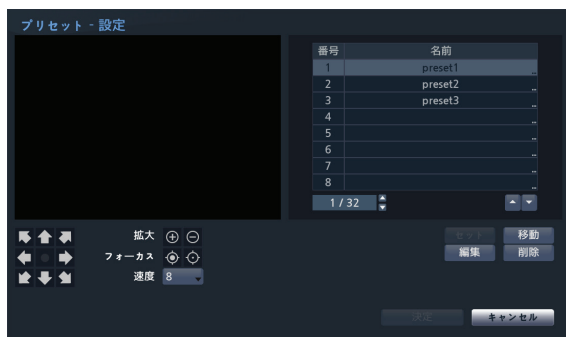 プリセット - 設定
番号 名前
1 preset1 ...
2 preset2 ...
3 preset3 ...
4 ...
5 ...
6 ...
7 ...
8 ...
1 / 32
拡大
フォーカス
速度 8
セット 移動
編集 削除
決定 キャンセル